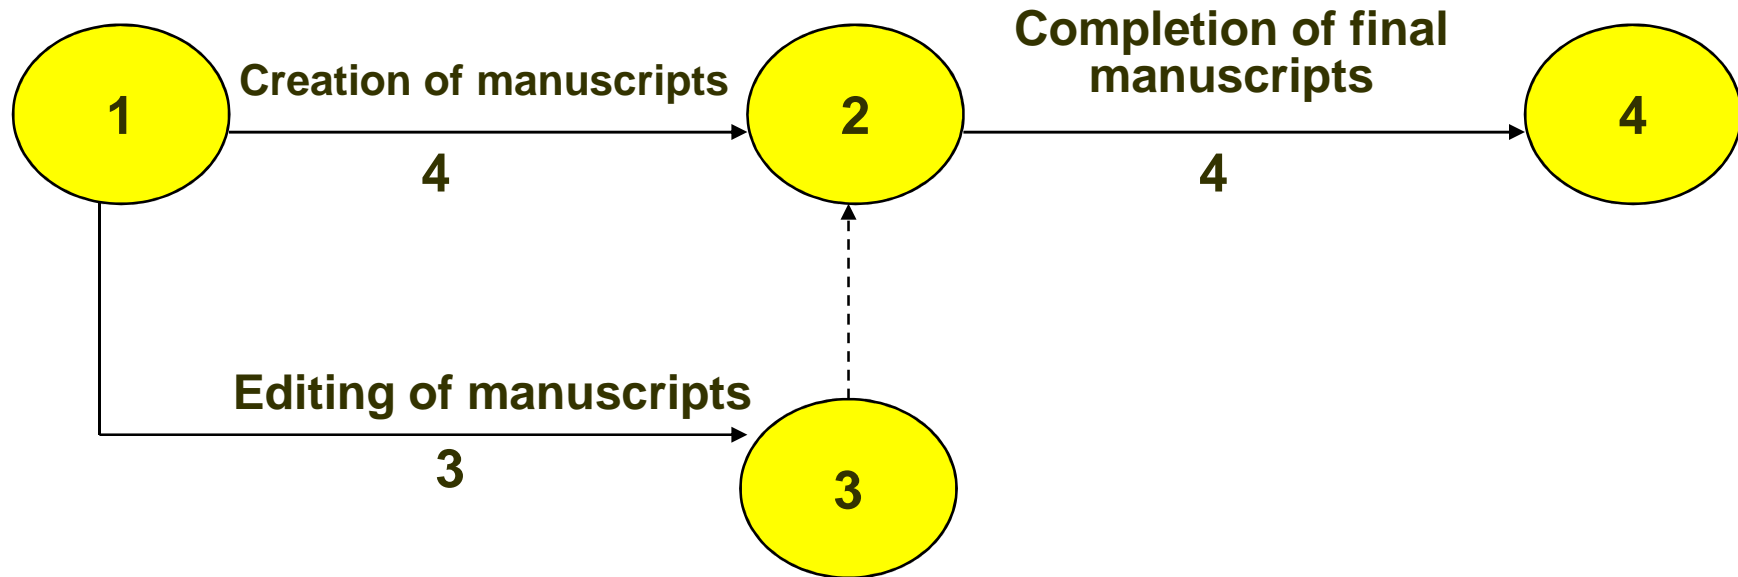 Completion of final
manuscripts
Creation of manuscripts
1
2
4
4
4
Editing of manuscripts
3
3